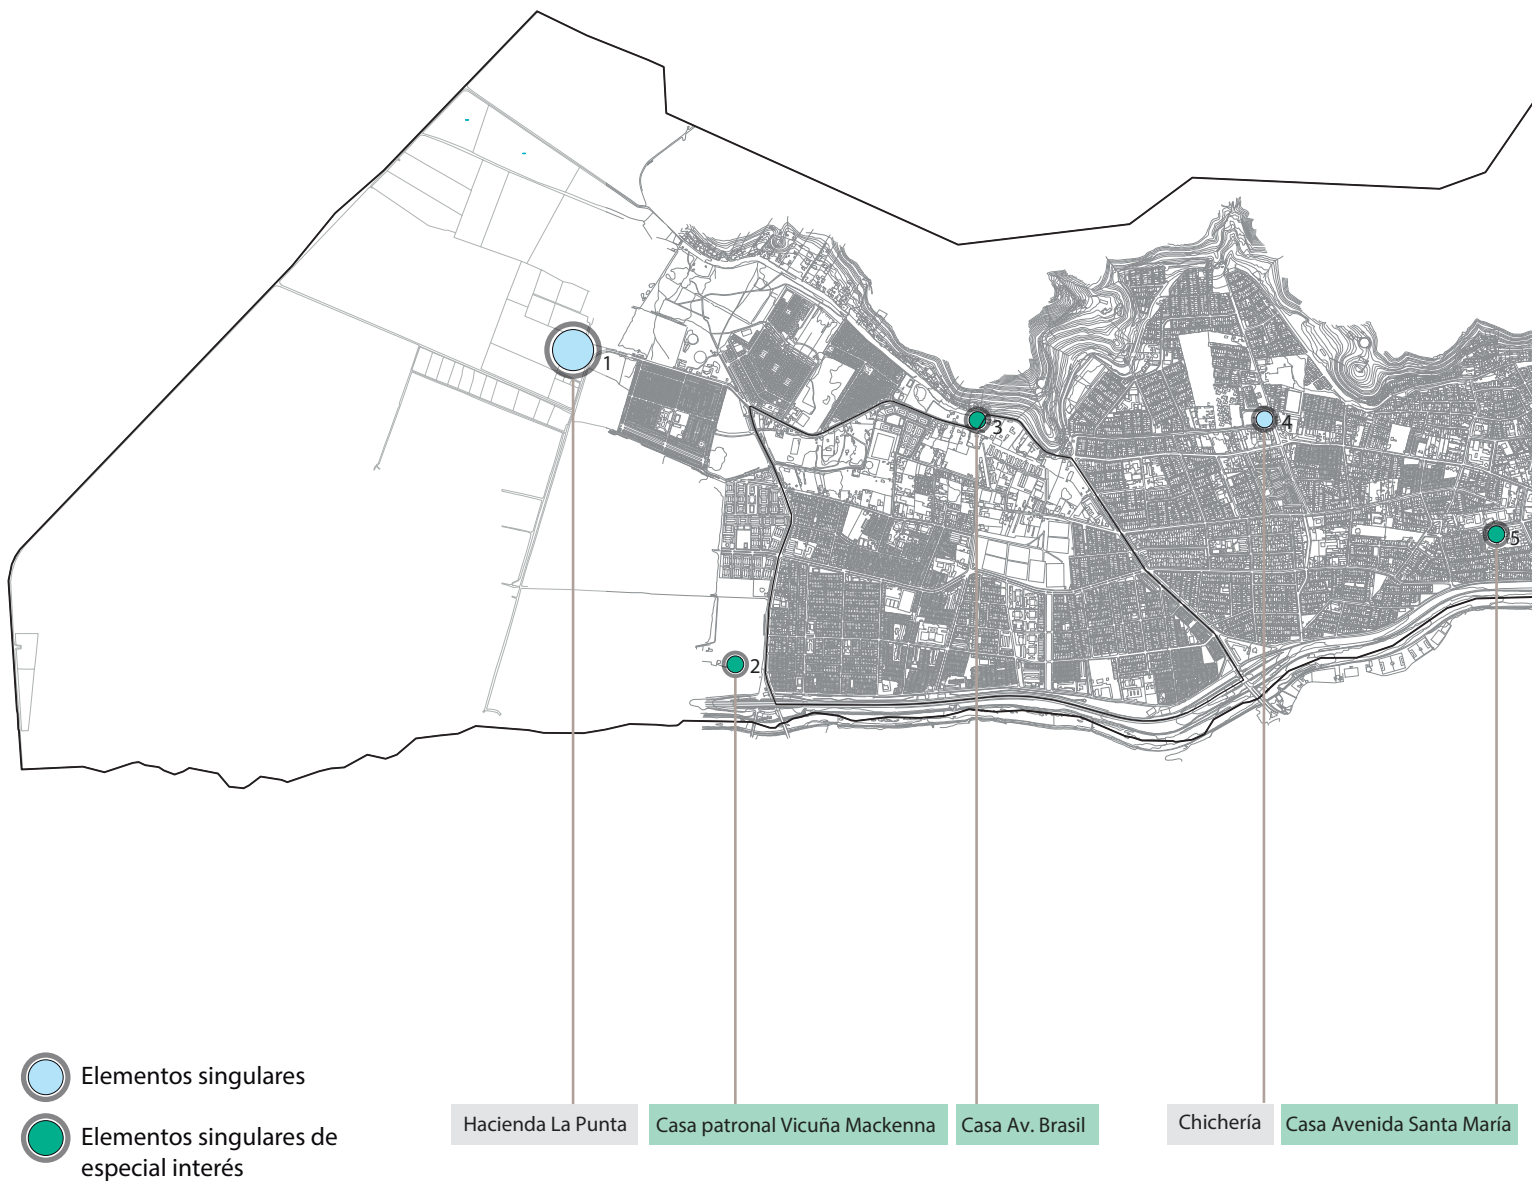 1
3
4
5
2
Elementos singulares
Elementos singulares de
especial interés
Hacienda La Punta
Casa patronal Vicuña Mackenna
Casa Av. Brasil
Chichería
Casa Avenida Santa María